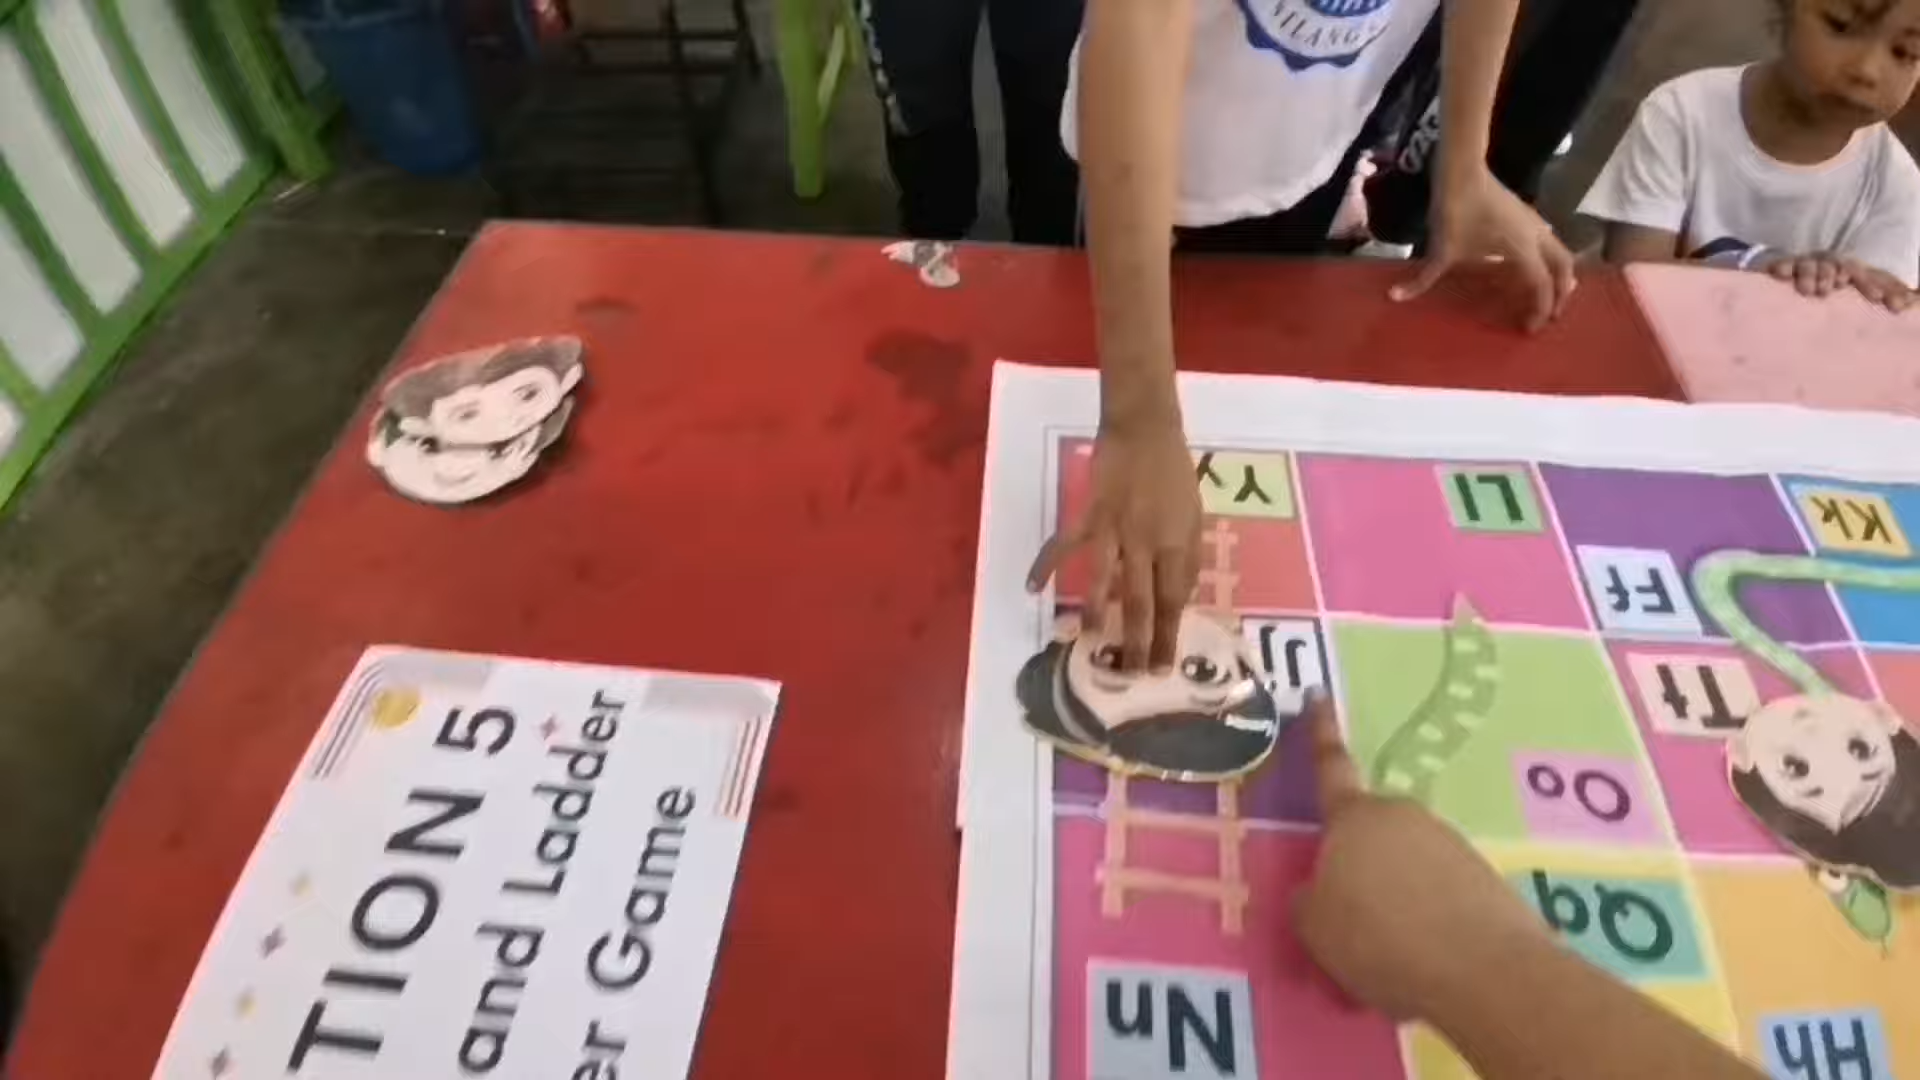 TION 5
and Ladder
er Game
Yy
Ll
Kk
Ff
Jj
Tt
Oo
Qq
Nn
Hh